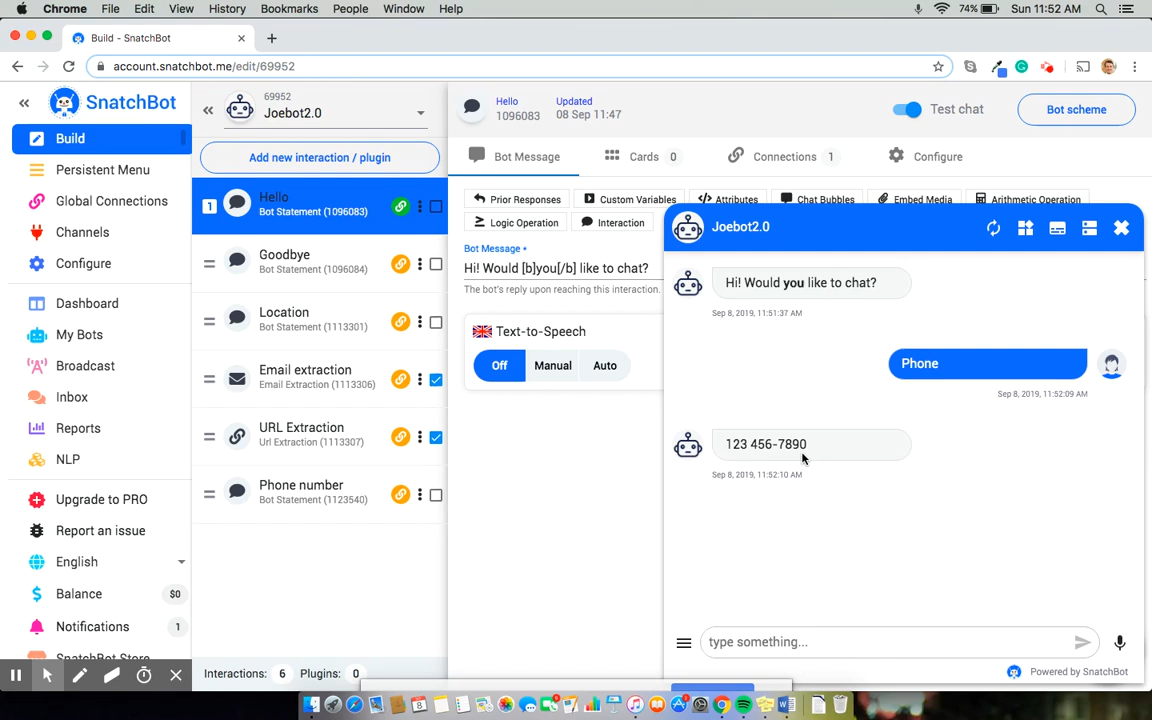 Chrome File Edit View History Bookmarks People Window Help 74% Sun 11:52 AM
Build - SnatchBot
account.snatchbot.me/edit/69952
SnatchBot
Build
Persistent Menu
Global Connections
Channels
Configure
Dashboard
My Bots
Broadcast
Inbox
Reports
NLP
Upgrade to PRO
Report an issue
English
Balance $0
Notifications 1
SnatchBot Store
69952
Joebot2.0
Add new interaction / plugin
1 Hello
Bot Statement (1096083)
Goodbye
Bot Statement (1096084)
Location
Bot Statement (1113301)
Email extraction
Email Extraction (1113306)
URL Extraction
Url Extraction (1113307)
Phone number
Bot Statement (1123540)
Interactions: 6 Plugins: 0
Hello
1096083
Updated
08 Sep 11:47
Test chat
Bot scheme
Bot Message
Cards 0
Connections 1
Configure
Prior Responses
Custom Variables
Attributes
Chat Bubbles
Embed Media
Arithmetic Operation
Logic Operation
Interaction
Bot Message •
Hi! Would [b]you[/b] like to chat?
The bot's reply upon reaching this interaction.
Text-to-Speech
Off Manual Auto
Joebot2.0
Hi! Would you like to chat?
Sep 8, 2019, 11:51:37 AM
Phone
Sep 8, 2019, 11:52:09 AM
123 456-7890
Sep 8, 2019, 11:52:10 AM
type something...
Powered by SnatchBot